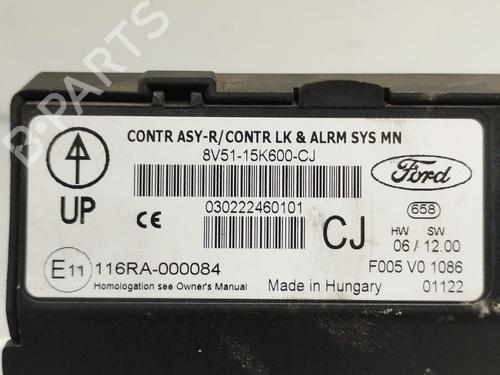 CONTR ASY-R/CONTR LK & ALRM SYS MN
8V51-15K600-CJ
Ford
UP
CE
030222460101
CJ
658
HW SW
06 / 12.00
E11 116RA-000084
F005 V0 1086
Homologation see Owner's Manual
Made in Hungary
01122
B-PARTS